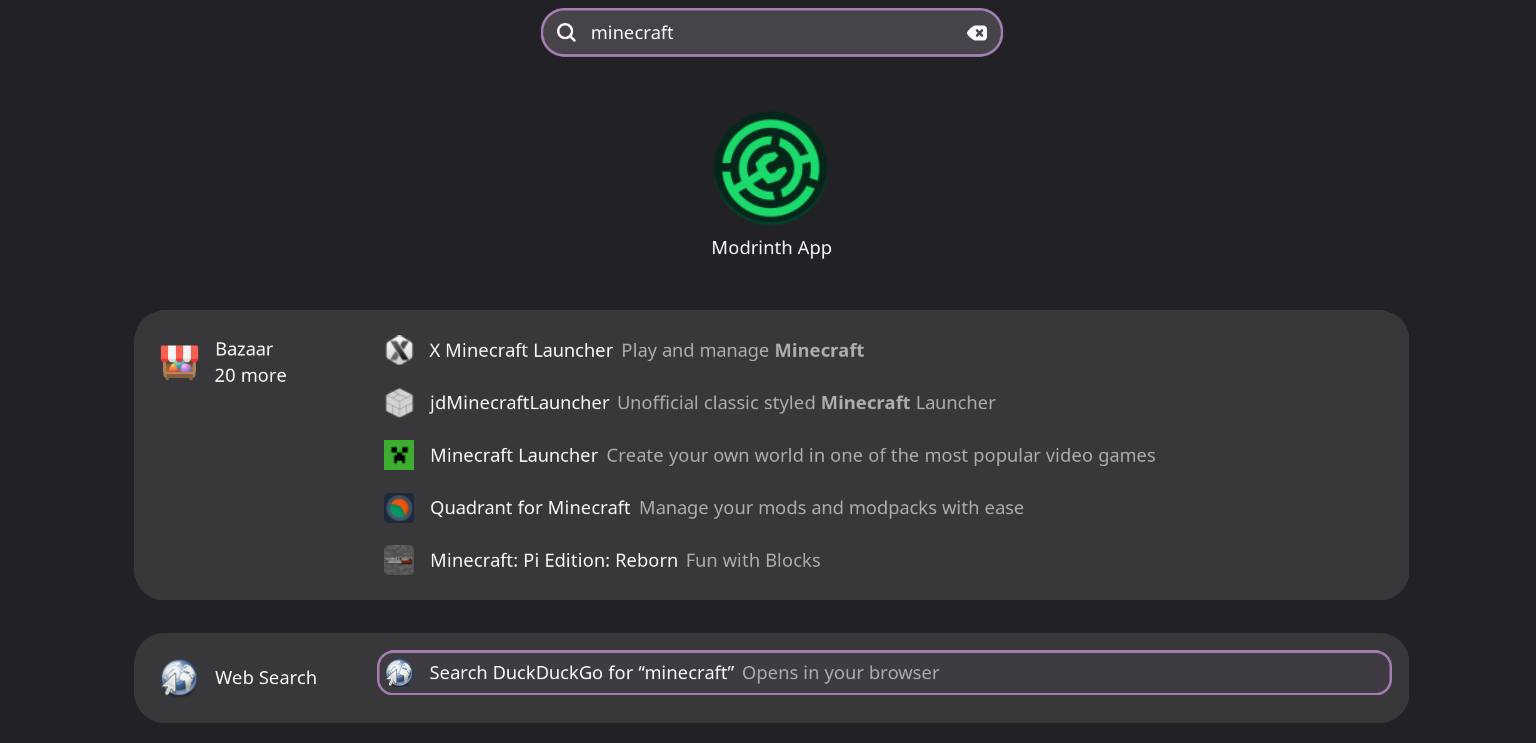 minecraft
Modrinth App
Bazaar
20 more
X Minecraft Launcher Play and manage Minecraft
jdMinecraftLauncher Unofficial classic styled Minecraft Launcher
Minecraft Launcher Create your own world in one of the most popular video games
Quadrant for Minecraft Manage your mods and modpacks with ease
Minecraft: Pi Edition: Reborn Fun with Blocks
Web Search
Search DuckDuckGo for “minecraft” Opens in your browser